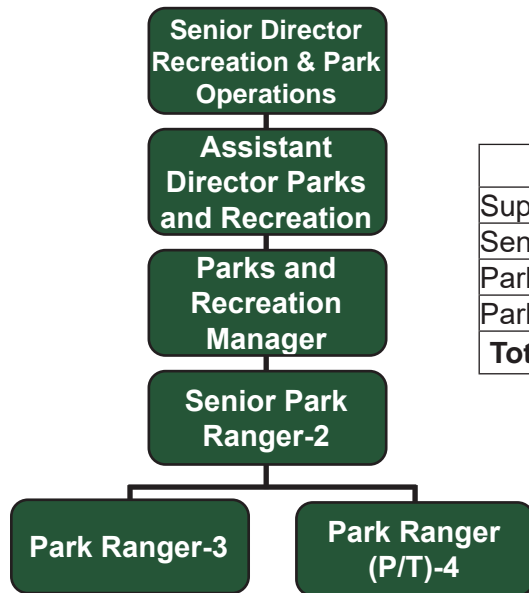 Senior Director
Recreation & Park
Operations
Assistant
Director Parks
and Recreation
Parks and
Recreation
Manager
Senior Park
Ranger-2
Park Ranger-3
Park Ranger
(P/T)-4
Sup
Sen
Park
Park
Tot